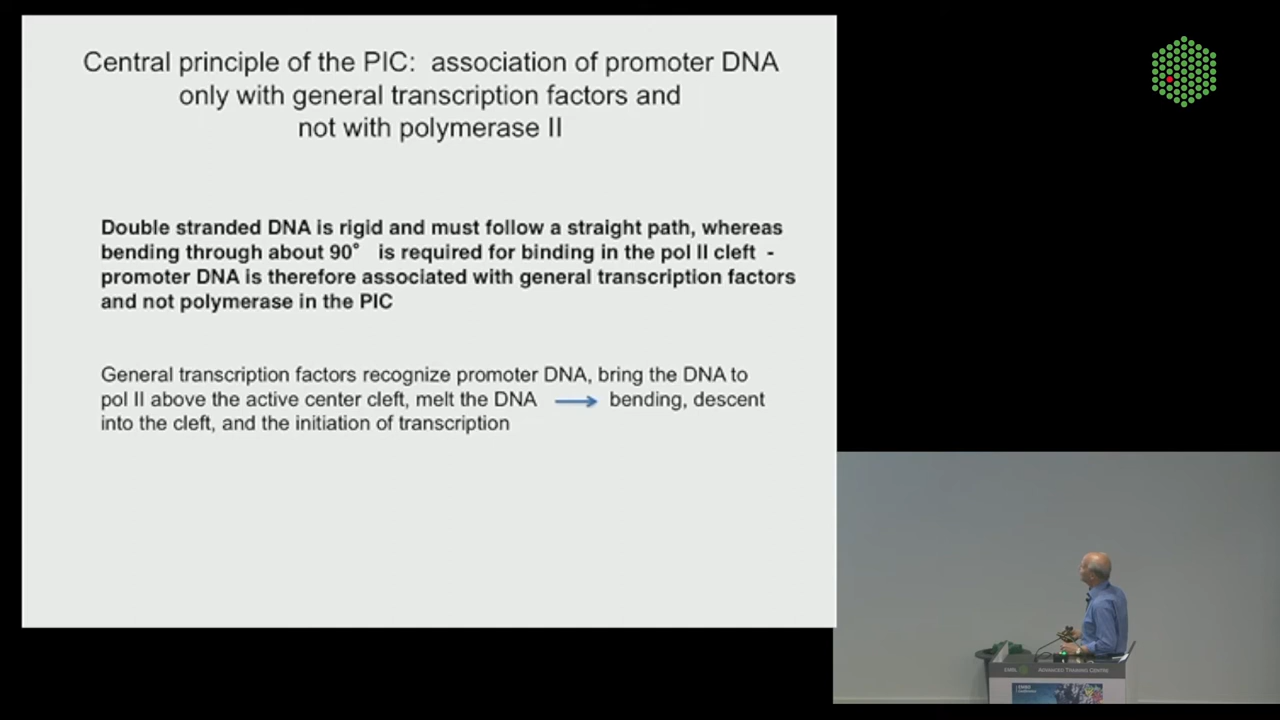 Central principle of the PIC:  association of promoter DNA
only with general transcription factors and
not with polymerase II
Double stranded DNA is rigid and must follow a straight path, whereas
bending through about 90°  is required for binding in the pol II cleft  -
promoter DNA is therefore associated with general transcription factors
and not polymerase in the PIC
General transcription factors recognize promoter DNA, bring the DNA to
pol II above the active center cleft, melt the DNA → bending, descent
into the cleft, and the initiation of transcription
EMBL
Advanced Training Centre